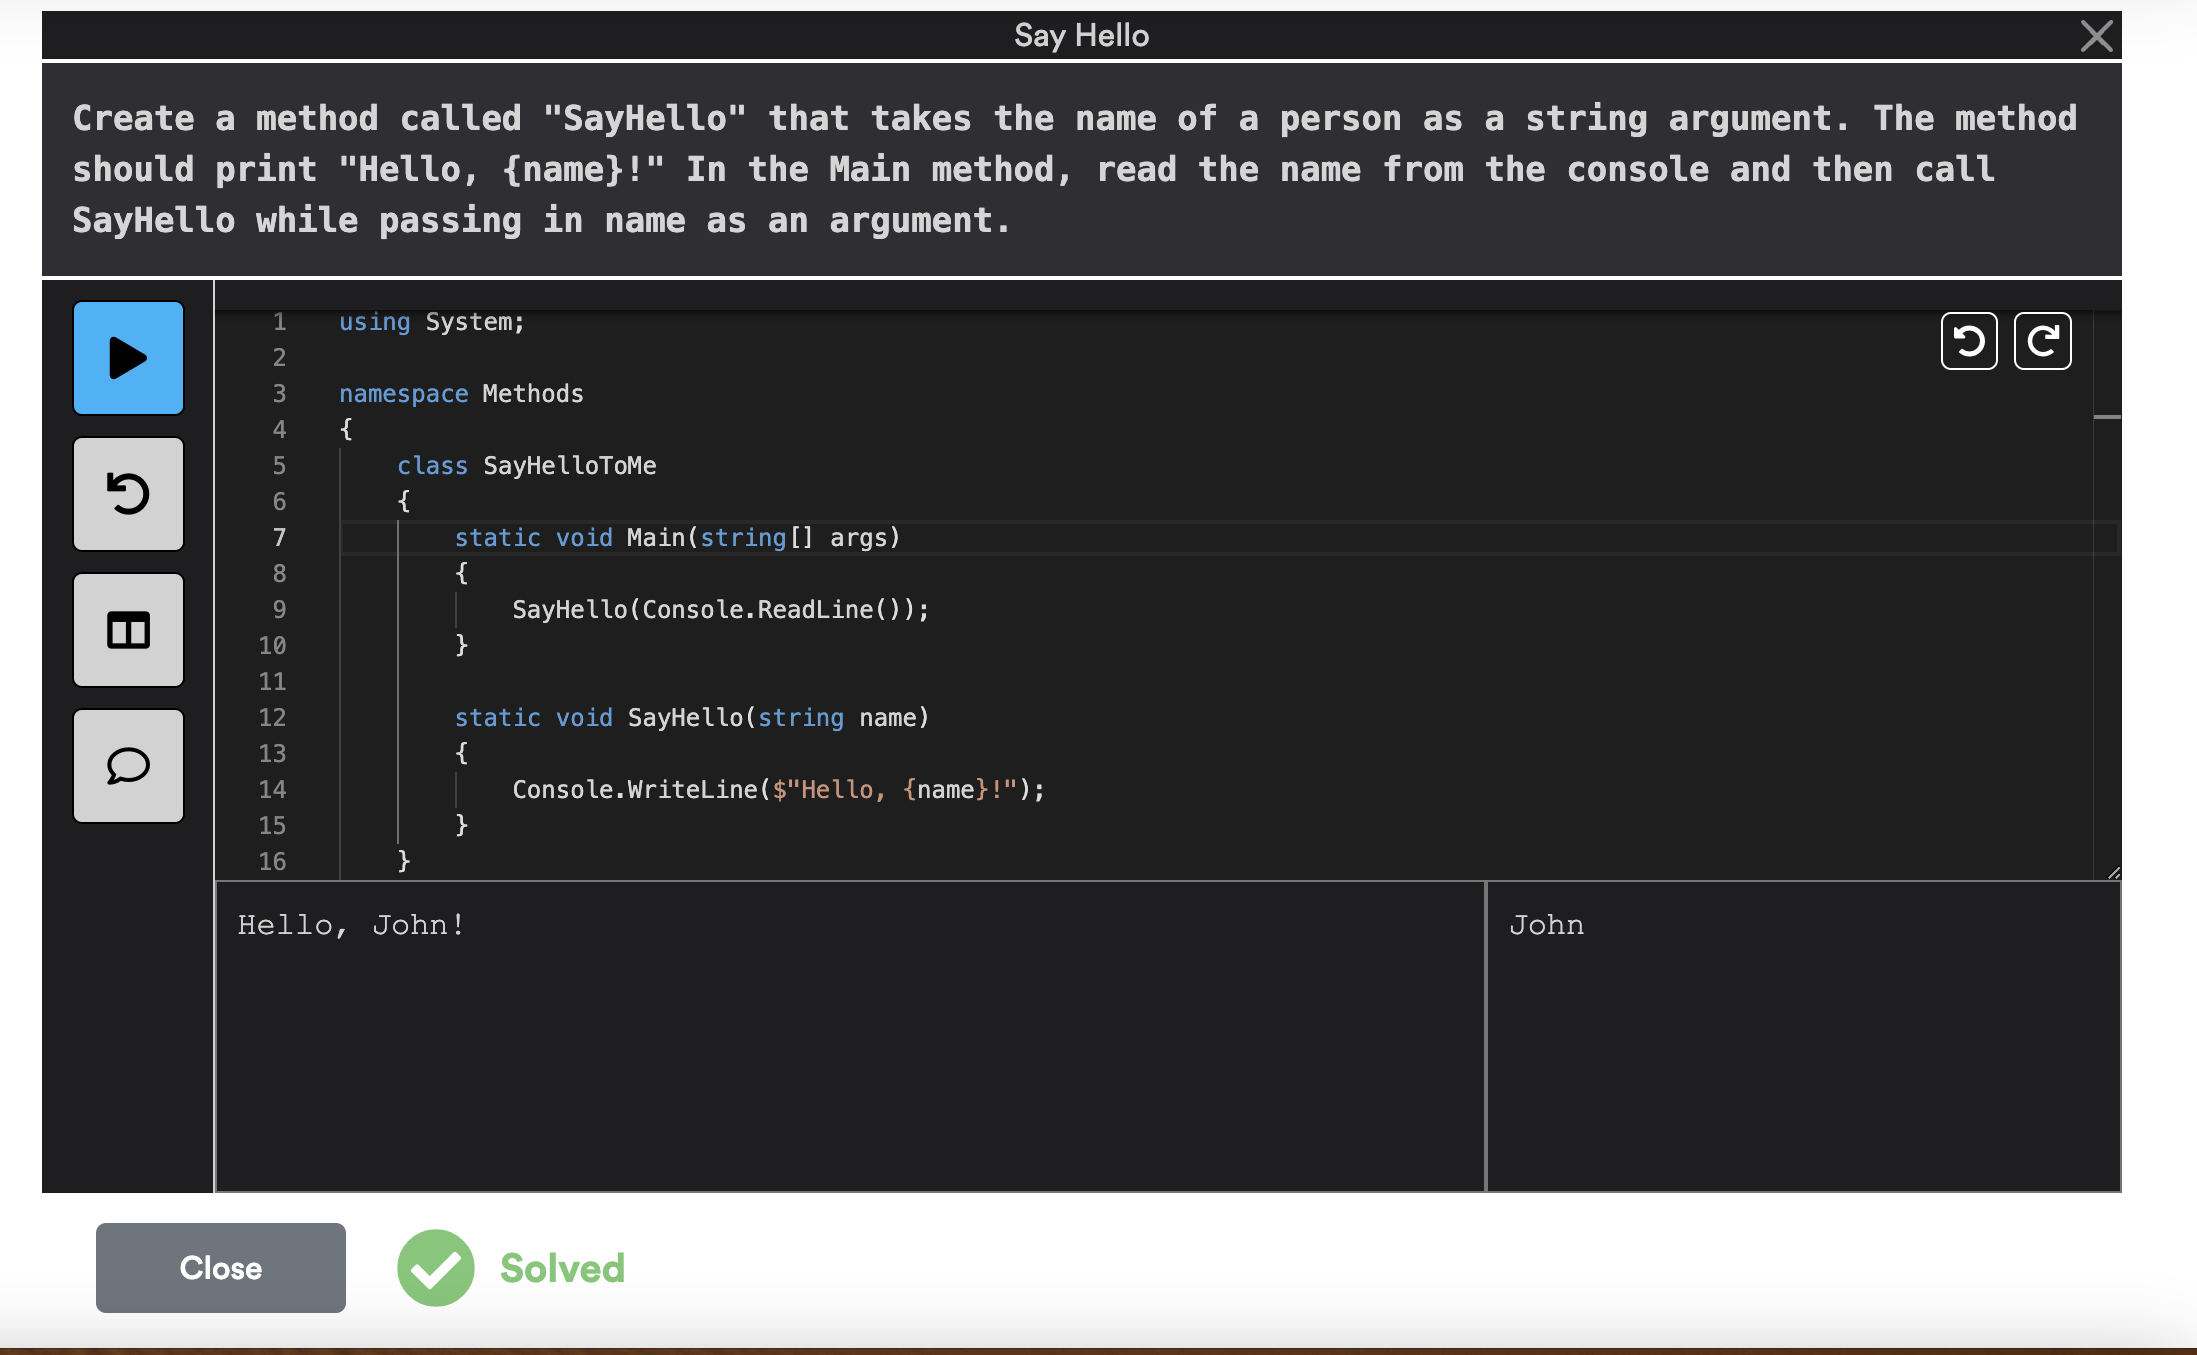 Say Hello
Create a method called "SayHello" that takes the name of a person as a string argument. The method
should print "Hello, {name}!" In the Main method, read the name from the console and then call
SayHello while passing in name as an argument.
1 using System;
2
3 namespace Methods
4 {
5     class SayHelloToMe
6     {
7         static void Main(string[] args)
8         {
9             SayHello(Console.ReadLine());
10         }
11
12         static void SayHello(string name)
13         {
14             Console.WriteLine($"Hello, {name}!");
15         }
16     }
Hello, John!
John
Close
Solved